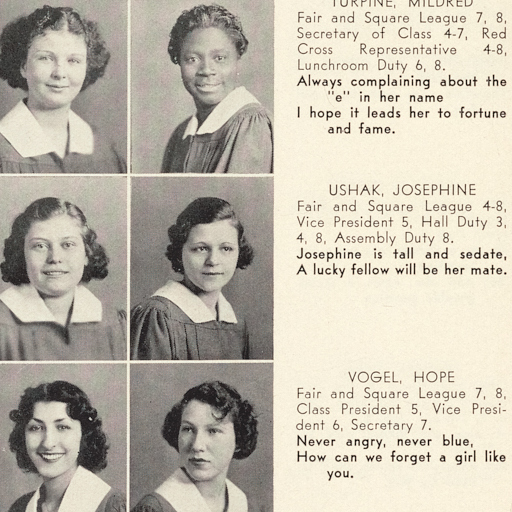 TURPINE, MILDRED
Fair and Square League 7, 8,
Secretary of Class 4-7, Red
Cross Representative 4-8,
Lunchroom Duty 6, 8.
Always complaining about the
"e" in her name
I hope it leads her to fortune
and fame.
USHAK, JOSEPHINE
Fair and Square League 4-8,
Vice President 5, Hall Duty 3,
4, 8, Assembly Duty 8.
Josephine is tall and sedate,
A lucky fellow will be her mate.
VOGEL, HOPE
Fair and Square League 7, 8,
Class President 5, Vice Presi-
dent 6, Secretary 7.
Never angry, never blue,
How can we forget a girl like
you.